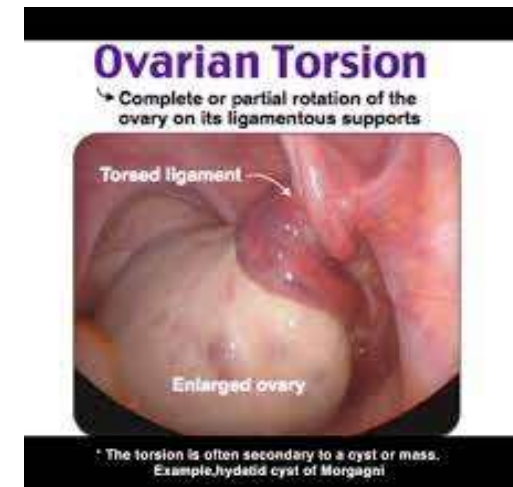 Ovarian Torsion
Complete or partial rotation of the
ovary on its ligamentous supports
Torsed ligament
Enlarged ovary
* The torsion is often secondary to a cyst or mass.
Example,hydatid cyst of Morgagni